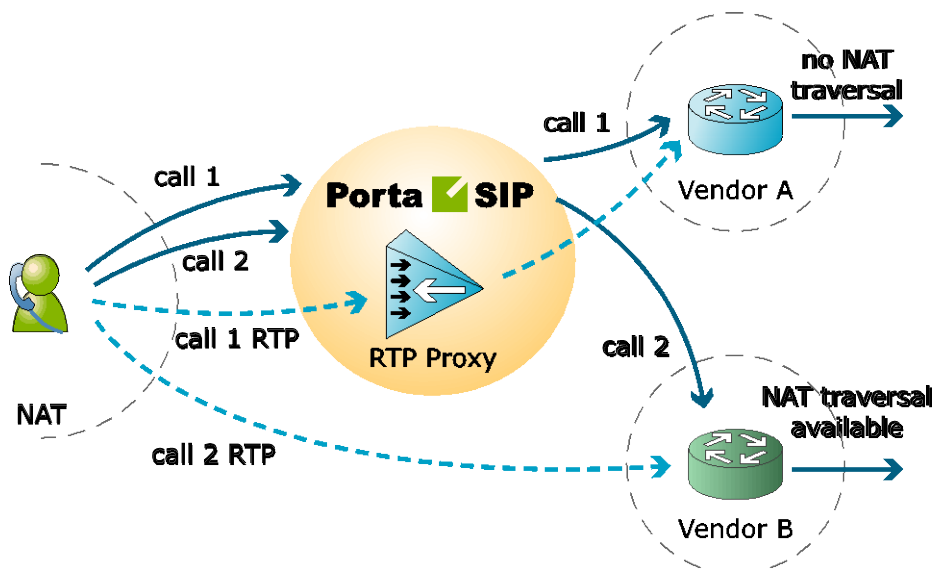 no NAT
traversal
call 1
Vendor A
call 1
Porta SIP
call 2
RTP Proxy
call 1 RTP
call 2
NAT
NAT traversal
available
call 2 RTP
Vendor B